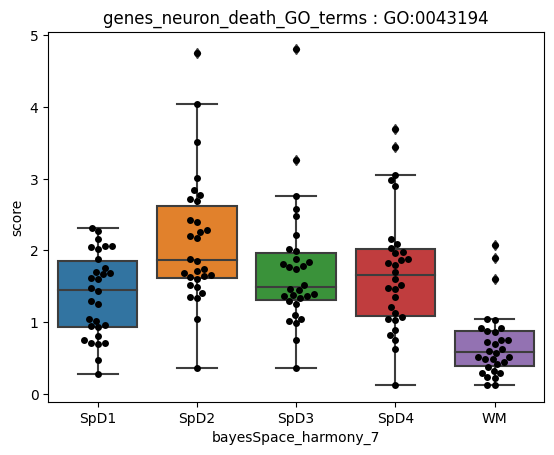 genes_neuron_death_GO_terms : GO:0043194
score
5
4
3
2
1
0
SpD1 SpD2 SpD3 SpD4 WM
bayesSpace_harmony_7